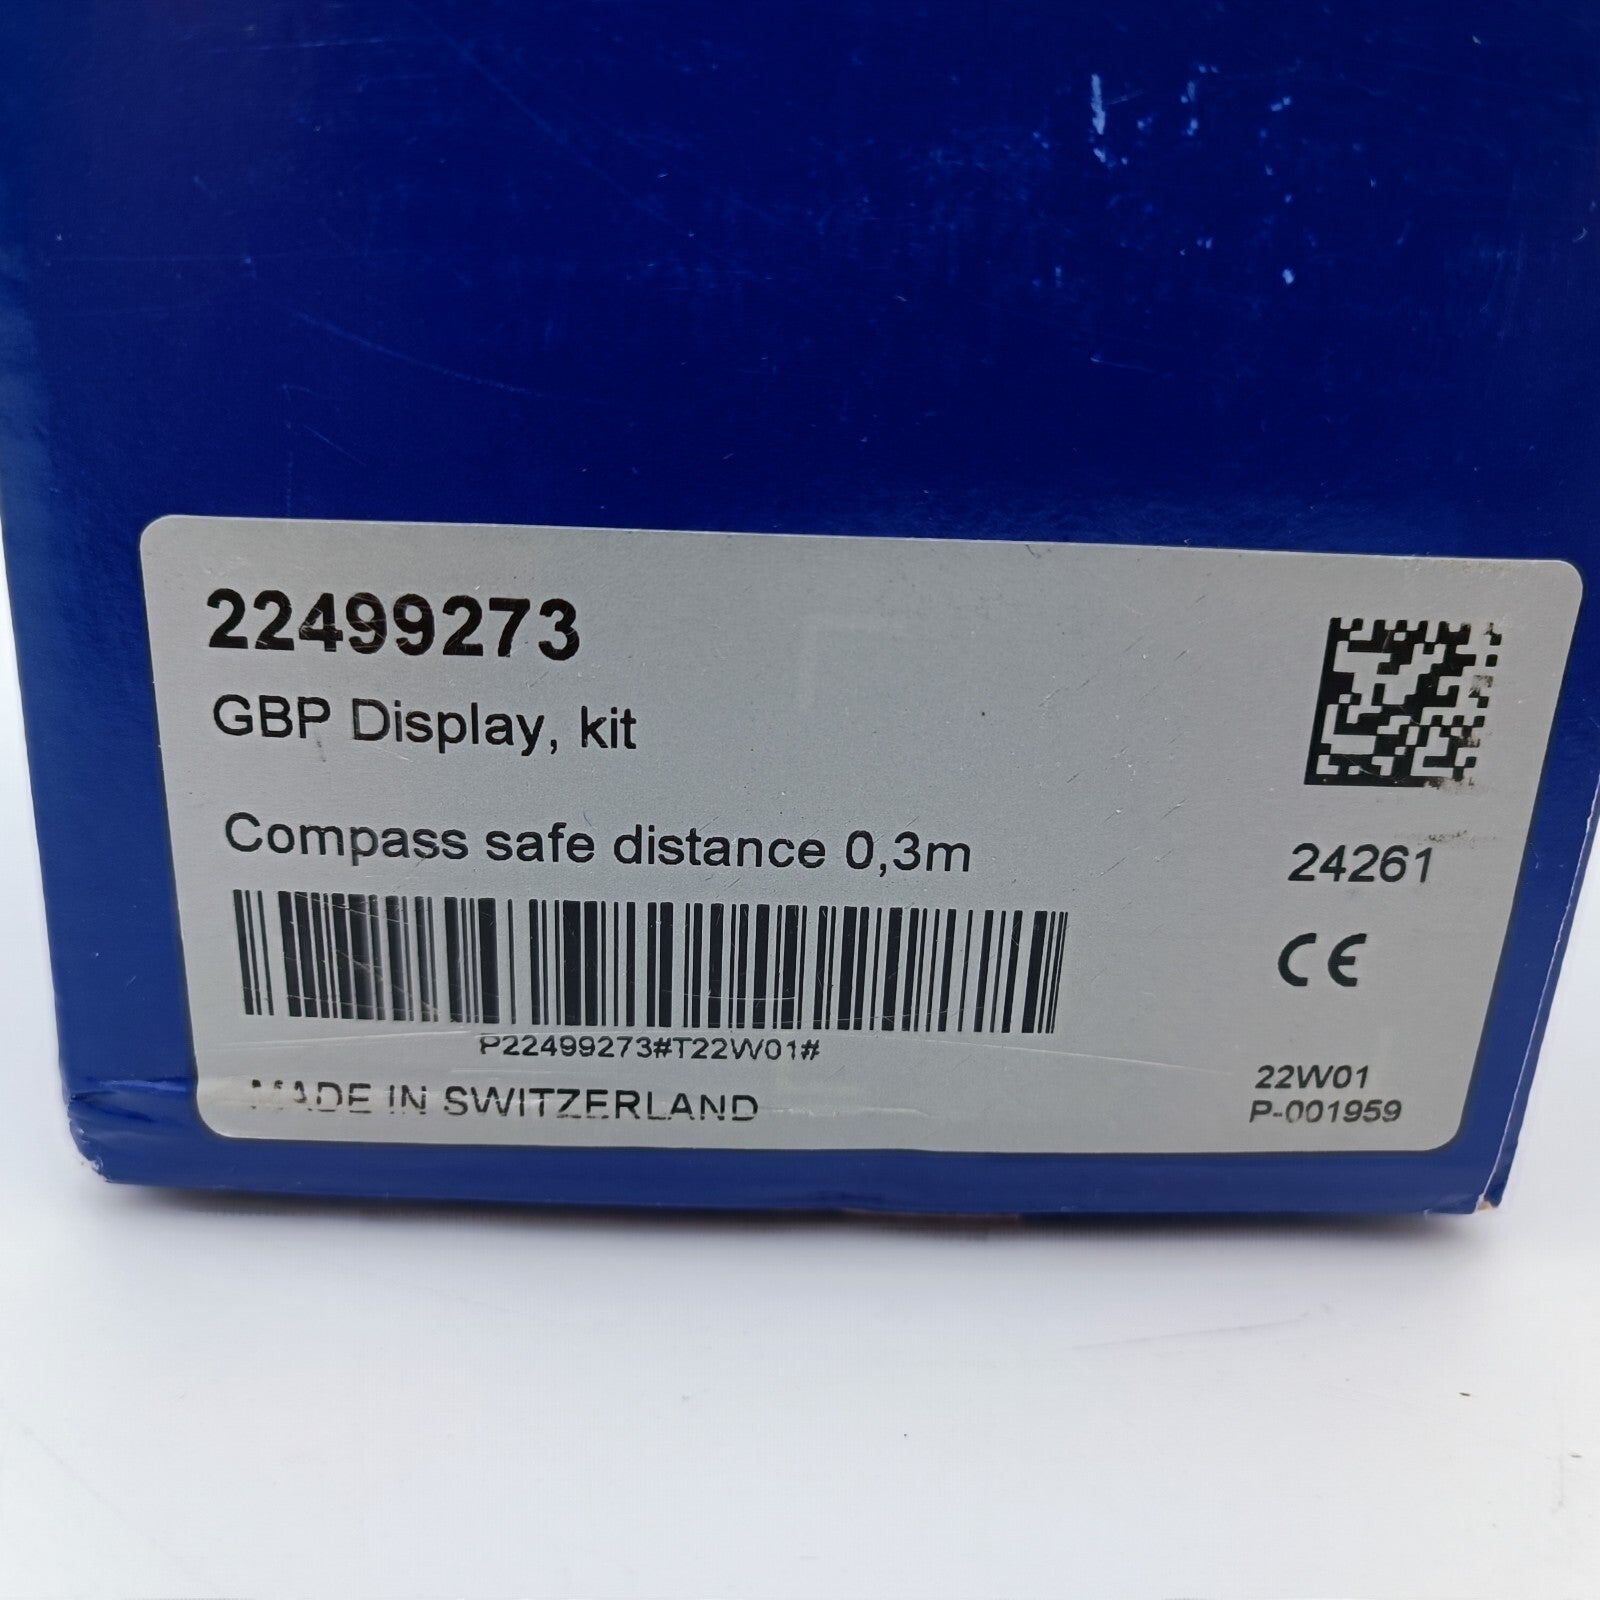 22499273
GBP Display, kit
Compass safe distance 0,3m
24261
CE
P22499273#T22W01#
MADE IN SWITZERLAND
22W01
P-001959